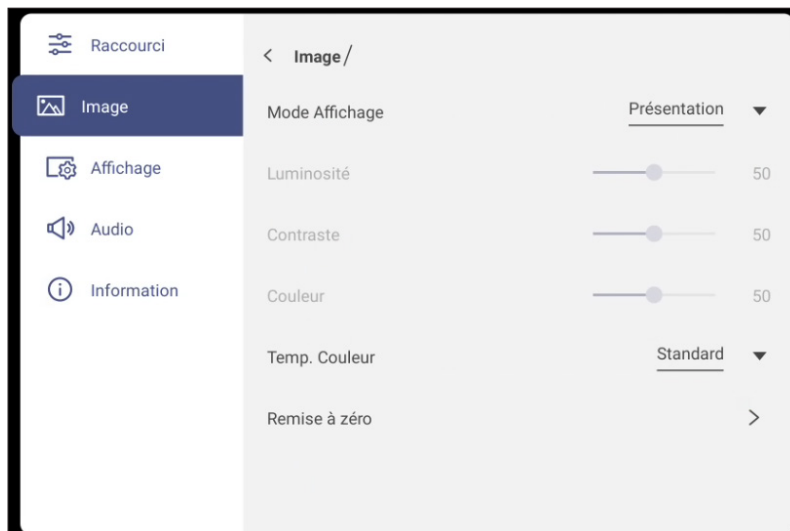 Raccourci
Image
Affichage
Audio
Information
Image/
Mode Affichage Présentation
Luminosité 50
Contraste 50
Couleur 50
Temp. Couleur Standard
Remise à zéro